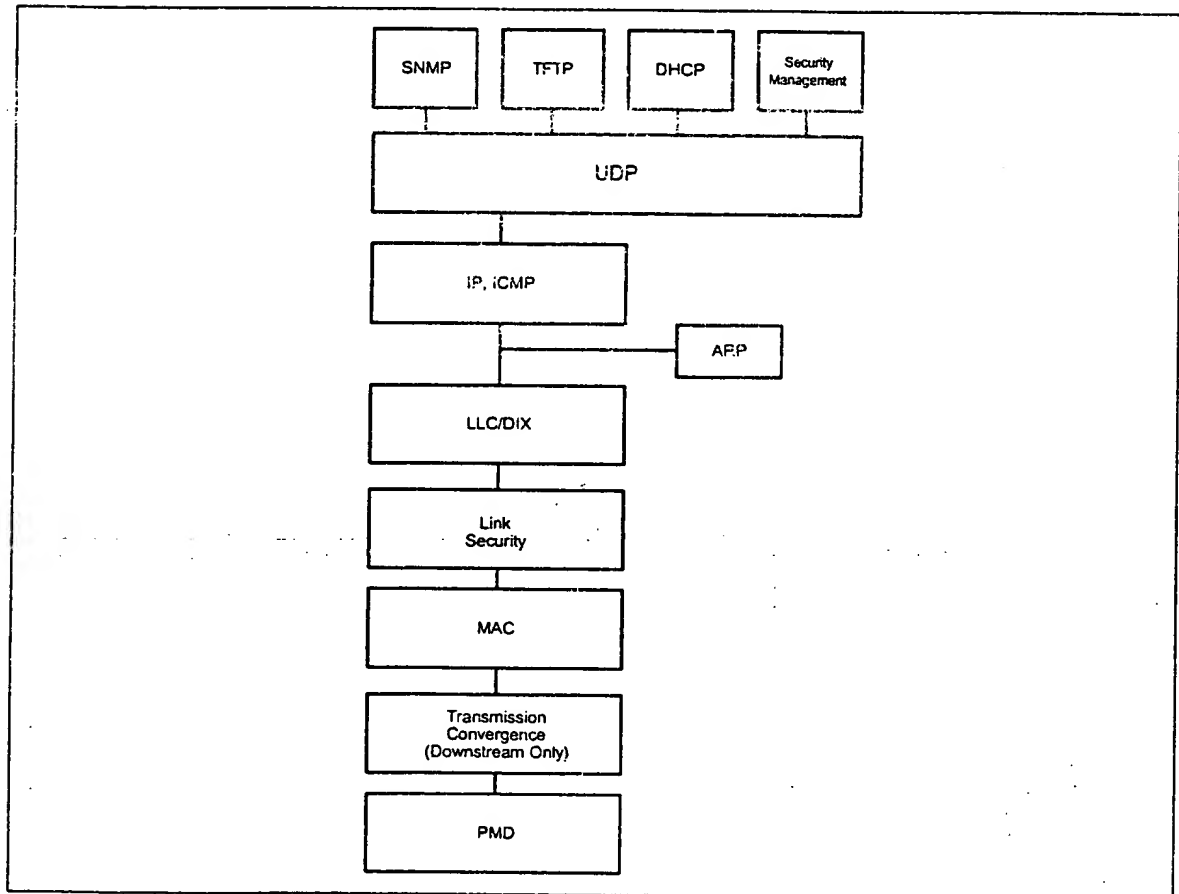 SNMP
TFTP
DHCP
Security
Management
UDP
IP, ICMP
ARP
LLC/DIX
Link
Security
MAC
Transmission
Convergence
(Downstream Only)
PMD